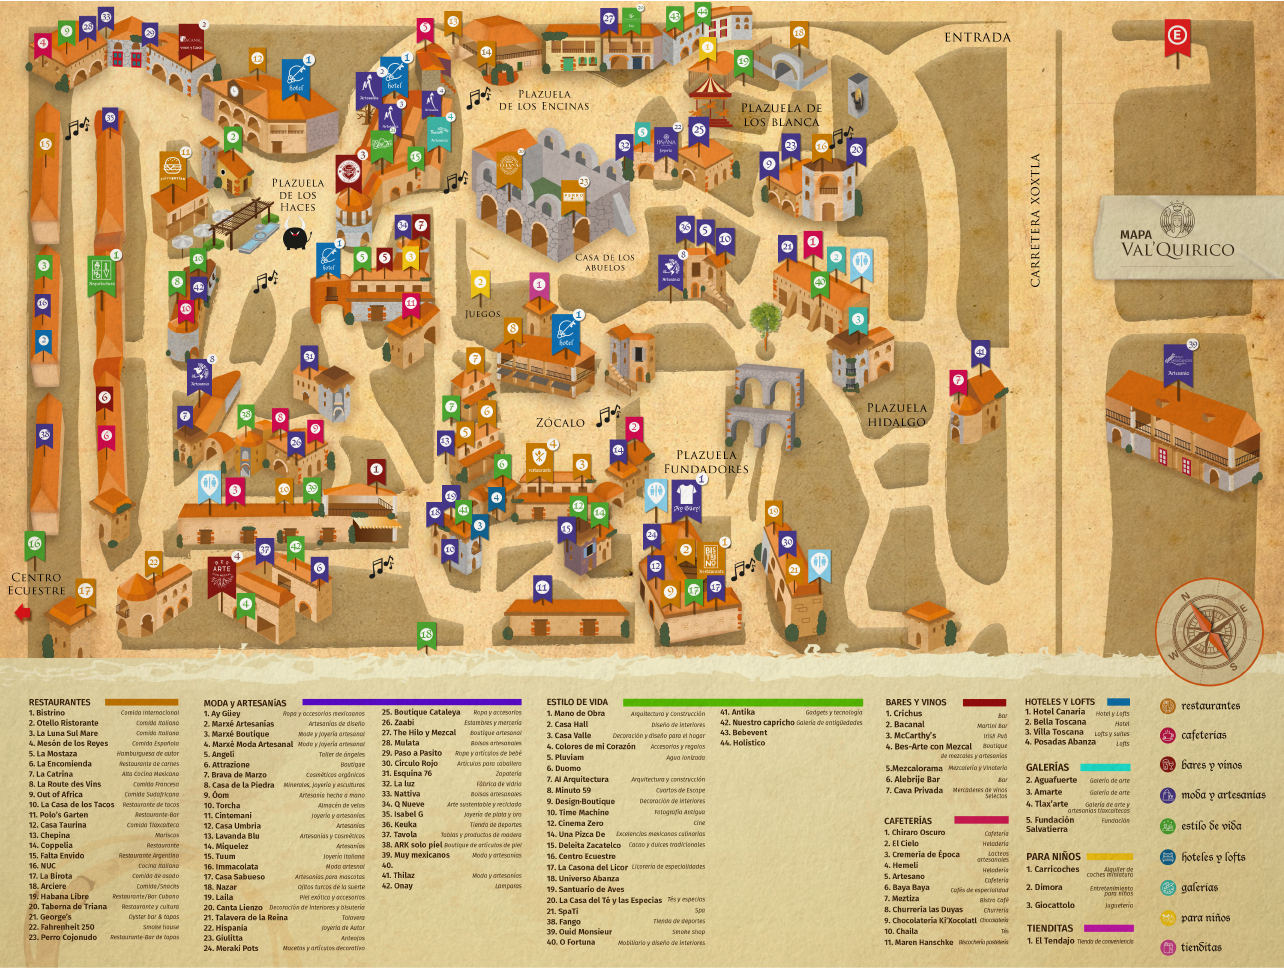 ENTRADA
CARRETERA XOXTLA
MAPA
VAL'QUIRICO
PLAZUELA
DE LOS ENCINAS
PLAZUELA DE
LOS BLANCA
PLAZUELA
DE LOS
HACES
CASA DE LOS
ABUELOS
JUEGOS
ZÓCALO
PLAZUELA
FUNDADORES
PLAZUELA
HIDALGO
CENTRO
ECUESTRE
N
E
S
W
RESTAURANTES
1. Bistrino Comida Internacional
2. Otello Ristorante Comida Italiana
3. La Luna Sul Mare Comida Italiana
4. Mesón de los Reyes Comida Española
5. La Mostaza Hamburguesa de autor
6. La Encomienda Restaurante de carnes
7. La Catrina Alta Cocina Mexicana
8. La Route des Vins Comida Francesa
9. Out of Africa Comida Sudafricana
10. La Casa de los Tacos Restaurante de tacos
11. Polo's Garten Restaurante-Bar
12. Casa Taurina Comida Tlaxcalteca
13. Chepina Mariscos
14. Coppelia Restaurante
15. Falta Envido Restaurante Argentino
16. NUC Cocina Italiana
17. La Birota Comida de asado
18. Arciere Comida/Snacks
19. Habana Libre Restaurante/Bar Cubano
20. Taberna de Triana Restaurante y cultura
21. George's Oyster bar & tapas
22. Fahrenheit 250 Smoke house
23. Perro Cojonudo Restaurante-Bar de tapas
MODA y ARTESANÍAS
1. Ay Güey Ropa y accesorios mexicanos
2. Marxé Artesanías Artesanías de diseño
3. Marxé Boutique Moda y joyería artesanal
4. Marxé Moda Artesanal Moda y joyería artesanal
5. Angeli Taller de ángeles
6. Attrazione Boutique
7. Brava de Marzo Cosméticos orgánicos
8. Casa de la Piedra Minerales, joyería y esculturas
9. Öom Artesanía hecha a mano
10. Torcha Almacén de velas
11. Cintemani Joyería y artesanías
12. Casa Umbria Artesanías
13. Lavanda Blu Artesanías y Cosméticos
14. Miquelez Artesanías
15. Tuum Joyería italiana
16. Immacolata Moda artesnal
17. Casa Sabueso Artesanías para mascotas
18. Nazar Ojitos turcos de la suerte
19. Laila Piel exótica y accesorios
20. Canta Lienzo Decoración de Interiores y bisutería
21. Talavera de la Reina Talavera
22. Hispania Joyería de Autor
23. Giulitta Anteojos
24. Meraki Pots Macetas y artículos decorativo
25. Boutique Cataleya Ropa y accesorios
26. Zaabi Estambres y mercería
27. The Hilo y Mezcal Boutique artesanal
28. Mulata Bolsas artesanales
29. Paso a Pasito Ropa y artículos de bebé
30. Círculo Rojo Artículos para caballero
31. Esquina 76 Zapatería
32. La luz Fábrica de vidrio
33. Nattiva Bolsas artesanales
34. Q Nueve Arte sustentable y reciclado
35. Isabel G Joyería de plata y oro
36. Keuka Tienda de deportes
37. Tavola Tablas y productos de madera
38. ARK solo piel Boutique de artículos de piel
39. Muy mexicanos Moda y artesanías
40.
41. Thilaz Moda y artesanías
42. Onay Lamparas
ESTILO DE VIDA
1. Mano de Obra Arquitectura y Construcción
2. Casa Hall Diseño de Interiores
3. Casa Valle Decoración y diseño para el hogar
4. Colores de mi Corazón Accesorios y regalos
5. Pluviam Agua ionizada
6. Duomo
7. AI Arquitectura Arquitectura y construcción
8. Minuto 59 Cuartos de Escape
9. Design-Boutique Decoración de interiores
10. Time Machine Fotografía Antigua
12. Cinema Zero Cine
14. Una Pizca De Excelencias mexicanas culinarias
15. Deleita Zacatelco Cacao y dulces tradicionales
16. Centro Ecuestro
17. La Casona del Licor Licorería de especialidades
18. Universo Abanza
19. Santuario de Aves
20. La Casa del Té y las Especias Tés y especias
21. SpaTi Spa
38. Fango Tienda de deportes
39. Ouid Monsieur Smoke shop
40. O Fortuna Mobiliario y diseño de interiores
41. Antika Gadgets y tecnología
42. Nuestro capricho Galería de antigüedades
43. Bebevent
44. Holístico
BARES Y VINOS
1. Crichus Bar
2. Bacanal Martini Bar
3. McCarthy's Irish Pub
4. Bes-Arte con Mezcal Boutique
de mezcales y artesanías
5.Mezcalorama Mezcalería y Vinatería
6. Alebrije Bar Bar
7. Cava Privada Mercaderes de Vinos
Selectos
CAFETERÍAS
1. Chiraro Oscuro Cafetería
2. El Cielo Heladería
3. Cremería de Época Lacteos
artesanales
4. Hemeli Heladería
5. Artesano Cafetería
6. Baya Baya Cafés de especialidad
7. Meztiza Bistro Café
8. Churrería las Duyas Churrería
9. Chocolatería Ki'Xocolatl Chocolatería
10. Chaila Tés
11. Maren Hanschke Bizcochería pastelería
HOTELES Y LOFTS
1. Hotel Canaria Hotel y Lofts
2. Bella Toscana Hotel
3. Villa Toscana Lofts y suites
4. Posadas Abanza Lofts
GALERÍAS
2. Aguafuerte Galería de arte
3. Amarte Galería de arte
4. Tlax'arte Galería de arte y
artesanías tlaxcaltecas
5. Fundación Fundación
Salvatierra
PARA NIÑOS
1. Carricoches Alquiler de
coches miniatura
2. Dimora Entretenimiento
para niños
3. Giocattolo Juguetería
TIENDITAS
1. El Tendajo Tienda de conveniencia
restaurantes
cafeterias
bares y vinos
moda y artesanías
estilo de vida
hoteles y lofts
galerias
para niños
tienditas